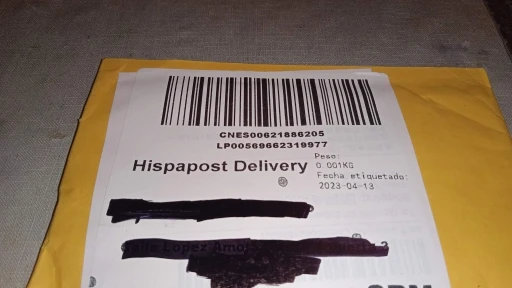 CNES00621886205
LP00569662319977
Hispapost Delivery
Peso:
0.001KG
Fecha etiquetado:
2023-04-13